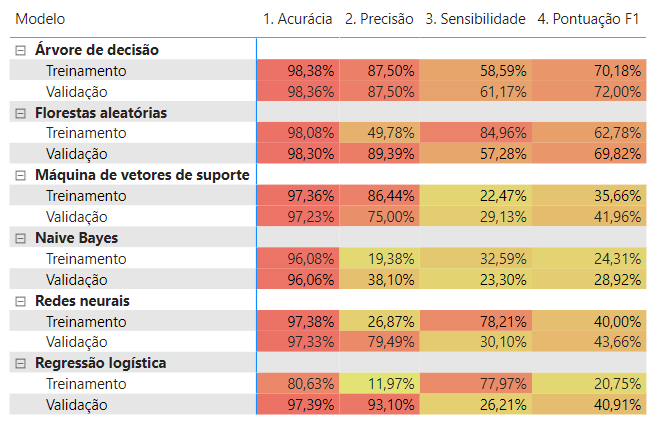 Modelo 1. Acurácia 2. Precisão 3. Sensibilidade 4. Pontuação F1
Árvore de decisão
Treinamento 98,38% 87,50% 58,59% 70,18%
Validação 98,36% 87,50% 61,17% 72,00%
Florestas aleatórias
Treinamento 98,08% 49,78% 84,96% 62,78%
Validação 98,30% 89,39% 57,28% 69,82%
Máquina de vetores de suporte
Treinamento 97,36% 86,44% 22,47% 35,66%
Validação 97,23% 75,00% 29,13% 41,96%
Naive Bayes
Treinamento 96,08% 19,38% 32,59% 24,31%
Validação 96,06% 38,10% 23,30% 28,92%
Redes neurais
Treinamento 97,38% 26,87% 78,21% 40,00%
Validação 97,33% 79,49% 30,10% 43,66%
Regressão logística
Treinamento 80,63% 11,97% 77,97% 20,75%
Validação 97,39% 93,10% 26,21% 40,91%